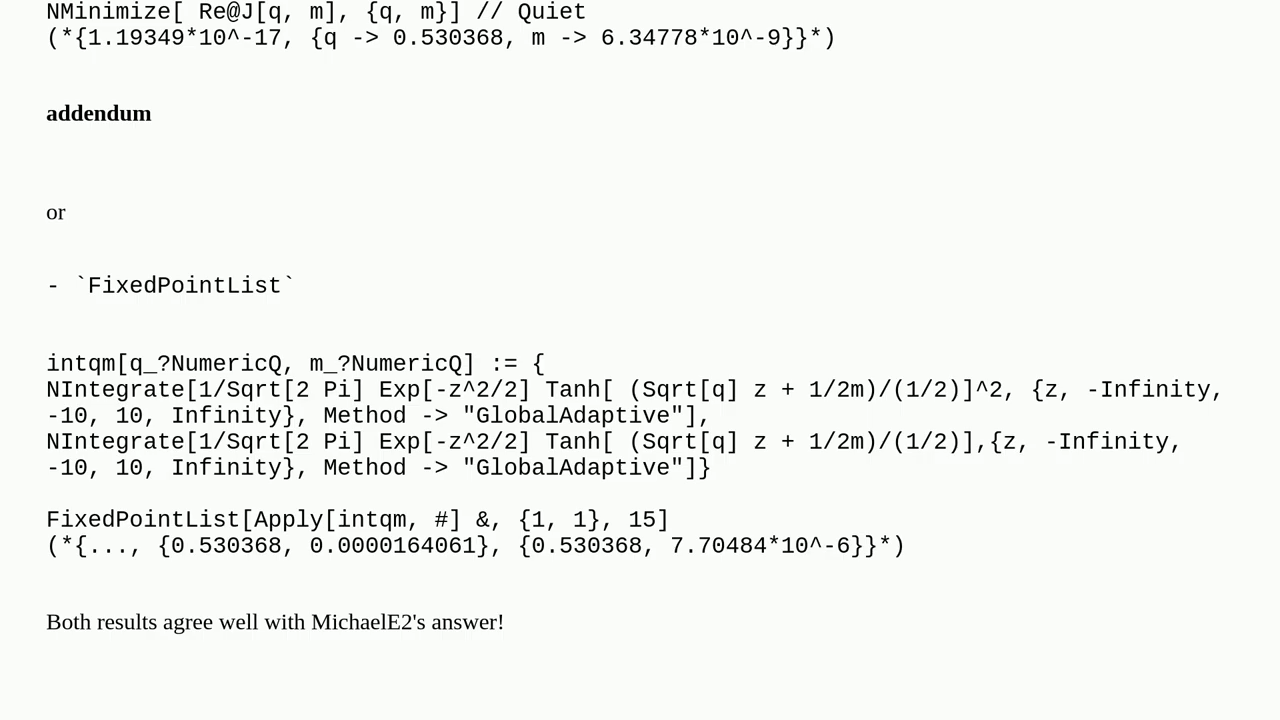 NMinimize[ Re@J[q, m], {q, m}] // Quiet
(*{1.19349*10^-17, {q -> 0.530368, m -> 6.34778*10^-9}}*)
addendum
or
- `FixedPointList`
intqm[q_?NumericQ, m_?NumericQ] := {
NIntegrate[1/Sqrt[2 Pi] Exp[-z^2/2] Tanh[ (Sqrt[q] z + 1/2m)/(1/2)]^2, {z, -Infinity,
-10, 10, Infinity}, Method -> "GlobalAdaptive"],
NIntegrate[1/Sqrt[2 Pi] Exp[-z^2/2] Tanh[ (Sqrt[q] z + 1/2m)/(1/2)],{z, -Infinity,
-10, 10, Infinity}, Method -> "GlobalAdaptive"]}
FixedPointList[Apply[intqm, #] &, {1, 1}, 15]
(*{..., {0.530368, 0.0000164061}, {0.530368, 7.70484*10^-6}}*)
Both results agree well with MichaelE2's answer!